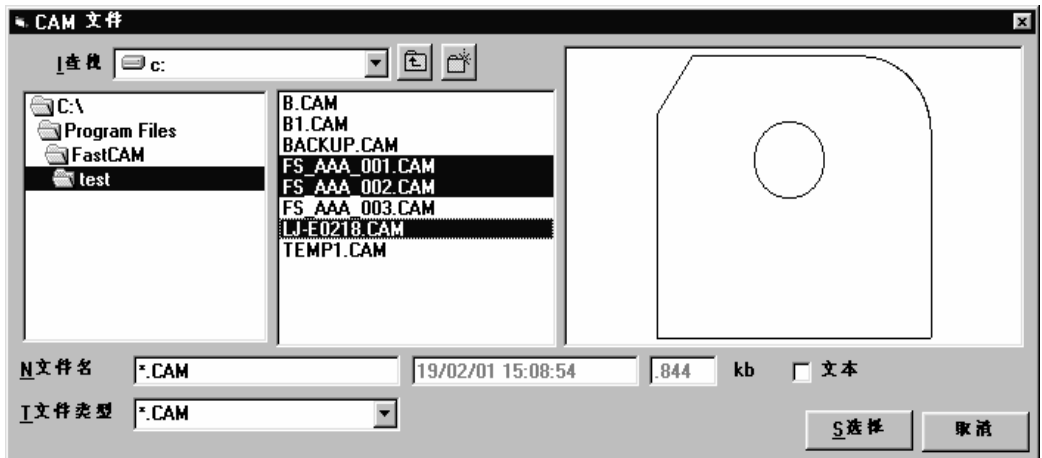 CAM 文件
I查找 c:
C:\
Program Files
FastCAM
test
B.CAM
B1.CAM
BACKUP.CAM
FS_AAA_001.CAM
FS_AAA_002.CAM
FS_AAA_003.CAM
LJ-E0218.CAM
TEMP1.CAM
N文件名 *.CAM 19/02/01 15:08:54 .844 kb 文本
T文件类型 *.CAM
S选择 取消